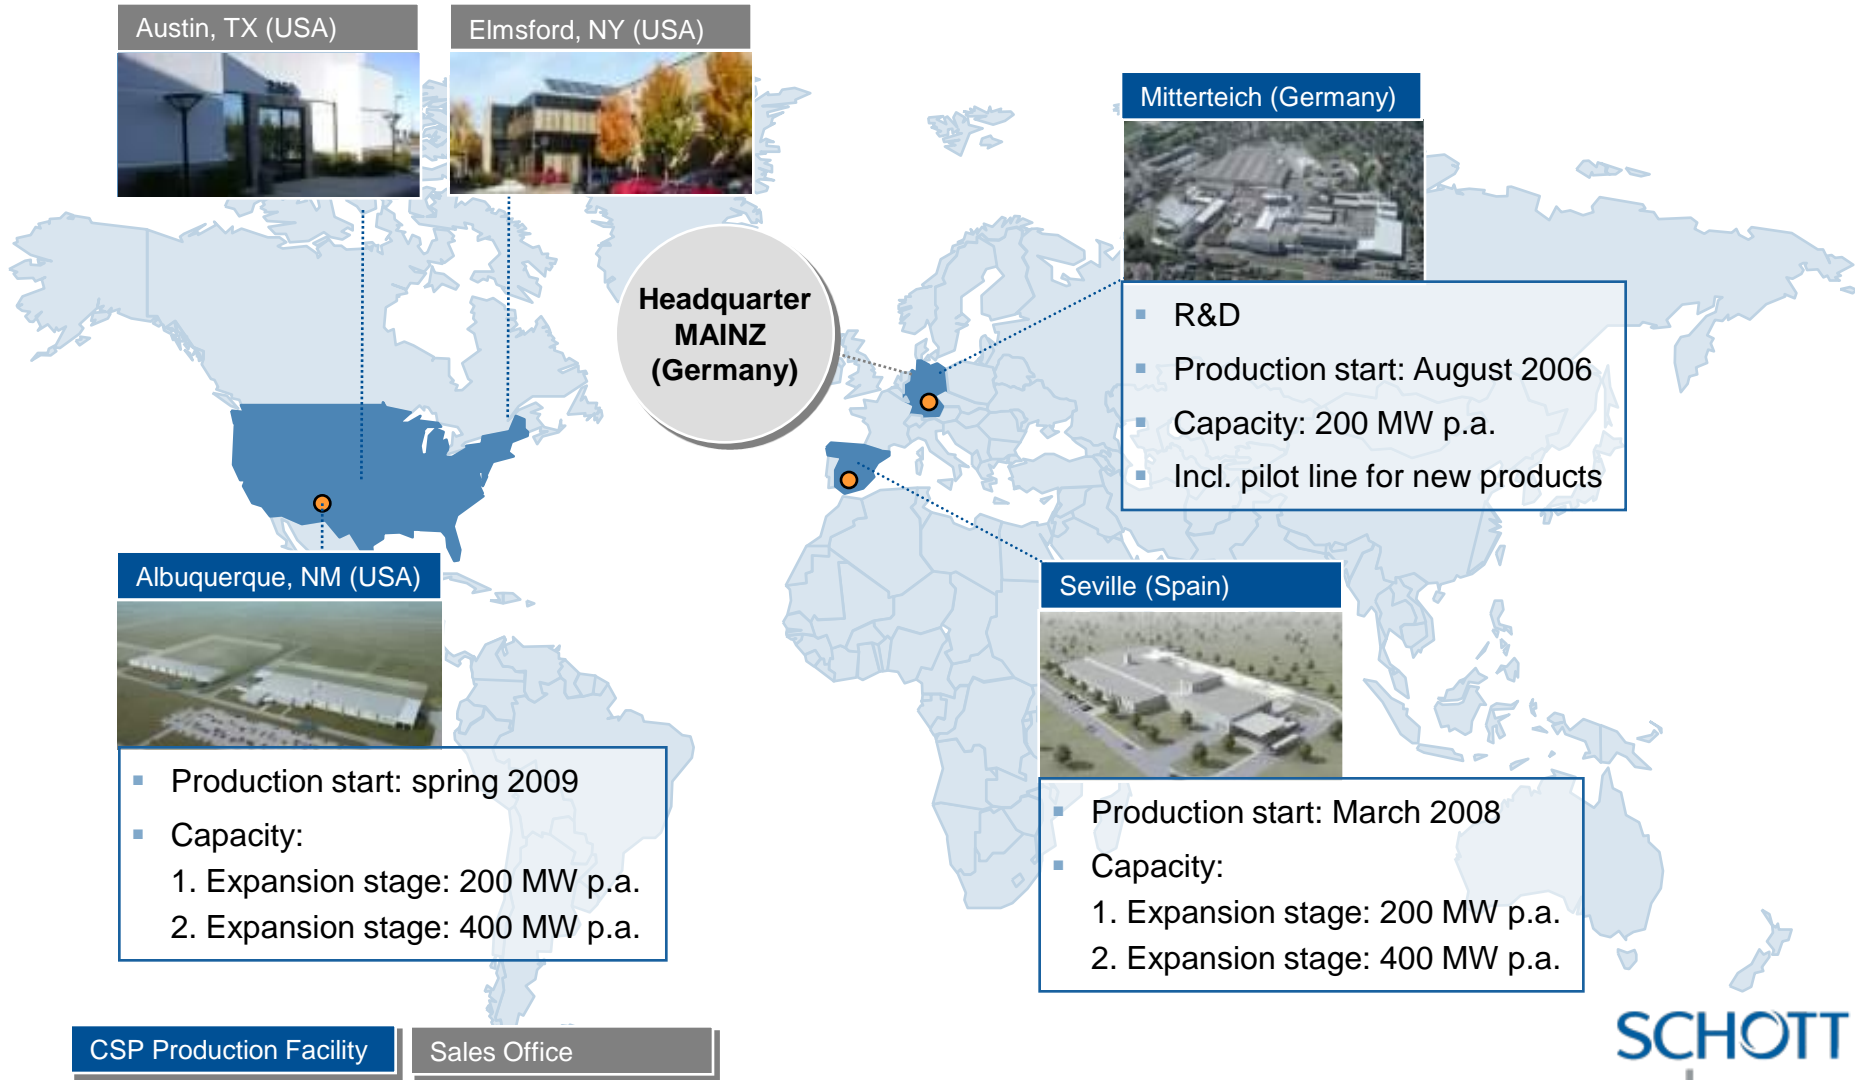 Austin, TX (USA)
Elmsford, NY (USA)
Mitterteich (Germany)
Headquarter
MAINZ
(Germany)
R&D
Production start: August 2006
Capacity: 200 MW p.a.
Incl. pilot line for new products
Albuquerque, NM (USA)
Production start: spring 2009
Capacity:
1. Expansion stage: 200 MW p.a.
2. Expansion stage: 400 MW p.a.
Seville (Spain)
Production start: March 2008
Capacity:
1. Expansion stage: 200 MW p.a.
2. Expansion stage: 400 MW p.a.
CSP Production Facility
Sales Office
SCHOTT